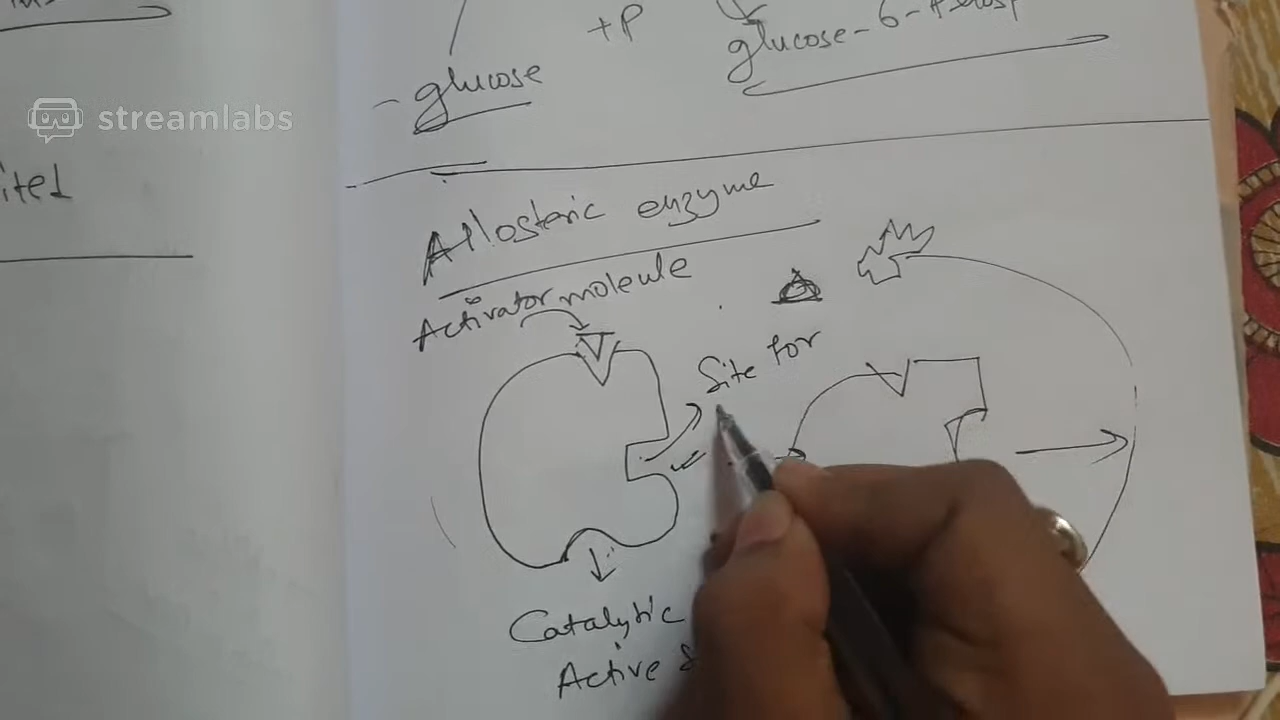 streamlabs
ited
+P
- glucose
glucose-6-
Allosteric enzyme
Activator molecule
Site for
Catalytic
Active